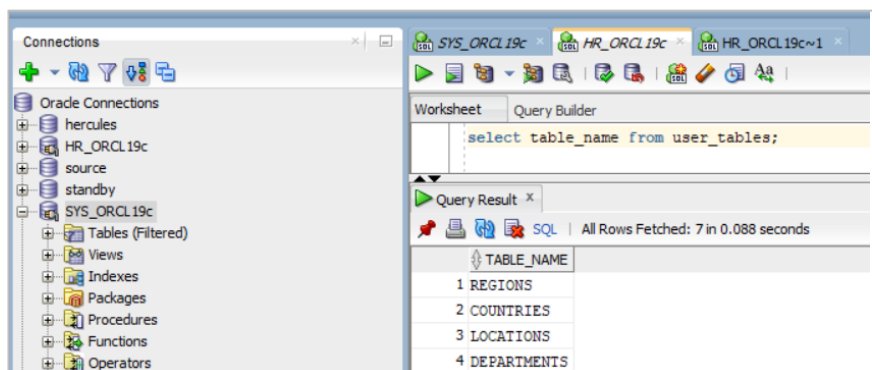 Connections
Oracle Connections
hercules
HR_ORCL19c
source
standby
SYS_ORCL19c
Tables (Filtered)
Views
Indexes
Packages
Procedures
Functions
Operators
SYS_ORCL19c
HR_ORCL19c
HR_ORCL19c~1
Aa
Worksheet
Query Builder
select table_name from user_tables;
Query Result
SQL
All Rows Fetched: 7 in 0.088 seconds
TABLE_NAME
1 REGIONS
2 COUNTRIES
3 LOCATIONS
4 DEPARTMENTS